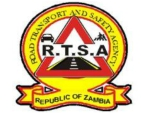 ROAD TRANSPORT AND SAFETY AGENCY
R.T.S.A
REPUBLIC OF ZAMBIA